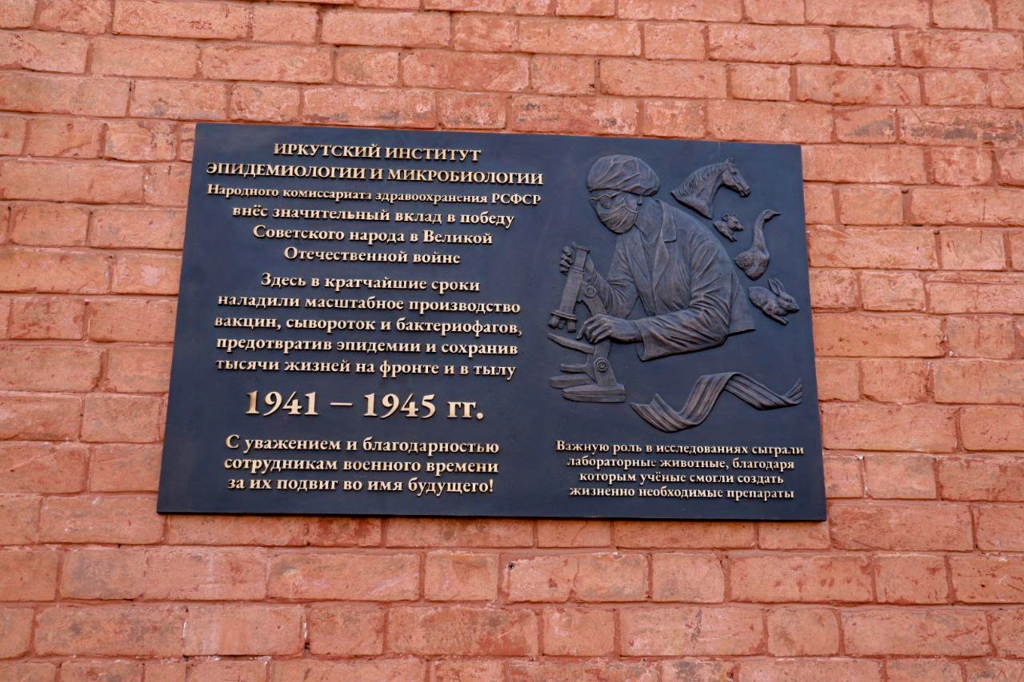 ИРКУТСКИЙ ИНСТИТУТ
ЭПИДЕМИОЛОГИИ И МИКРОБИОЛОГИИ
Народного комиссариата здравоохранения РСФСР
внёс значительный вклад в победу
Советского народа в Великой
Отечественной войне
Здесь в кратчайшие сроки
наладили масштабное производство
вакцин, сывороток и бактериофагов,
предотвратив эпидемии и сохранив
тысячи жизней на фронте и в тылу
1941 – 1945 гг.
С уважением и благодарностью
сотрудникам военного времени
за их подвиг во имя будущего!
Важную роль в исследованиях сыграли
лабораторные животные, благодаря
которым учёные смогли создать
жизненно необходимые препараты